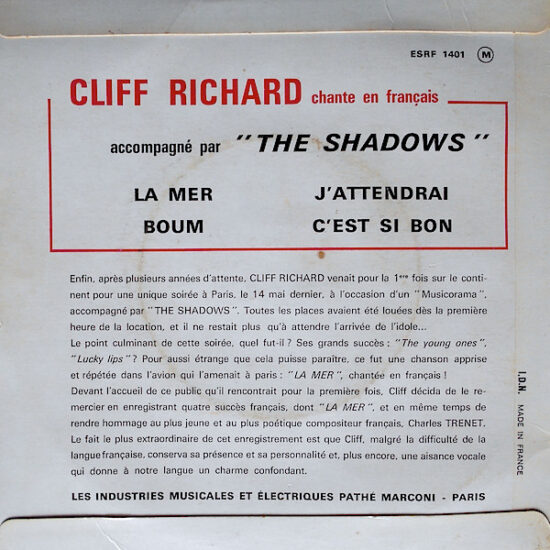 ESRF 1401 M
CLIFF RICHARD chante en français
accompagné par "THE SHADOWS"
LA MER J'ATTENDRAI
BOUM C'EST SI BON
Enfin, après plusieurs années d'attente, CLIFF RICHARD venait pour la 1ère fois sur le conti-
nent pour une unique soirée à Paris, le 14 mai dernier, à l'occasion d'un "Musicorama",
accompagné par "THE SHADOWS". Toutes les places avaient été louées dès la première
heure de la location, et il ne restait plus qu'à attendre l'arrivée de l'idole...
Le point culminant de cette soirée, quel fut-il ? Ses grands succès : "The young ones",
"Lucky lips" ? Pour aussi étrange que cela puisse paraître, ce fut une chanson apprise
et répétée dans l'avion qui l'amenait à paris : "LA MER", chantée en français !
Devant l'accueil de ce public qu'il rencontrait pour la première fois, Cliff décida de le re-
mercier en enregistrant quatre succès français, dont "LA MER", et en même temps de
rendre hommage au plus jeune et au plus poétique compositeur français, Charles TRENET.
Le fait le plus extraordinaire de cet enregistrement est que Cliff, malgré la difficulté de la
langue française, conserva sa présence et sa personnalité et, plus encore, une aisance vocale
qui donne à notre langue un charme confondant.
LES INDUSTRIES MUSICALES ET ÉLECTRIQUES PATHÉ MARCONI - PARIS
I.D.N. MADE IN FRANCE